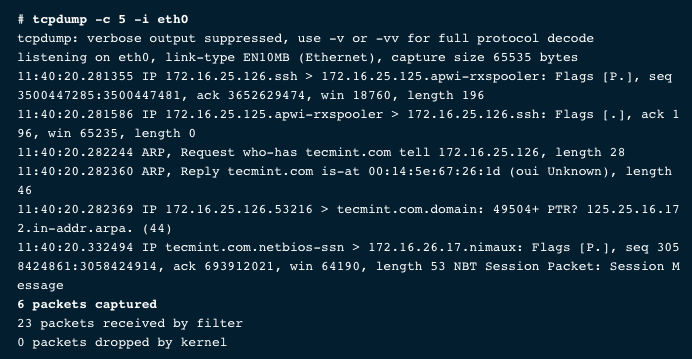 # tcpdump -c 5 -i eth0
tcpdump: verbose output suppressed, use -v or -vv for full protocol decode
listening on eth0, link-type EN10MB (Ethernet), capture size 65535 bytes
11:40:20.281355 IP 172.16.25.126.ssh > 172.16.25.125.apwi-rxspooler: Flags [P.], seq
3500447285:3500447481, ack 3652629474, win 18760, length 196
11:40:20.281586 IP 172.16.25.125.apwi-rxspooler > 172.16.25.126.ssh: Flags [.], ack 1
96, win 65235, length 0
11:40:20.282244 ARP, Request who-has tecmint.com tell 172.16.25.126, length 28
11:40:20.282360 ARP, Reply tecmint.com is-at 00:14:5e:67:26:1d (oui Unknown), length
46
11:40:20.282369 IP 172.16.25.126.53216 > tecmint.com.domain: 49504+ PTR? 125.25.16.17
2.in-addr.arpa. (44)
11:40:20.332494 IP tecmint.com.netbios-ssn > 172.16.26.17.nimaux: Flags [P.], seq 305
8424861:3058424914, ack 693912021, win 64190, length 53 NBT Session Packet: Session M
essage
6 packets captured
23 packets received by filter
0 packets dropped by kernel